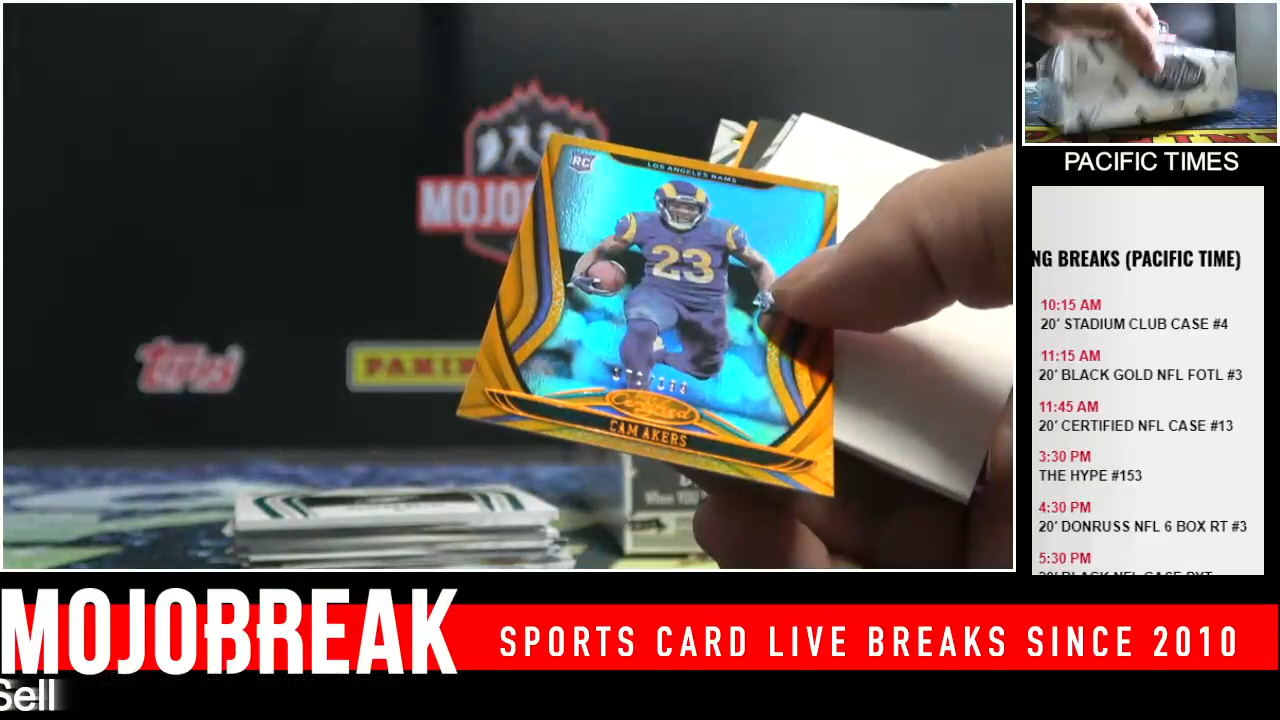 PACIFIC TIMES
NG BREAKS (PACIFIC TIME)
10:15 AM
20' STADIUM CLUB CASE #4
11:15 AM
20' BLACK GOLD NFL FOTL #3
11:45 AM
20' CERTIFIED NFL CASE #13
3:30 PM
THE HYPE #153
4:30 PM
20' DONRUSS NFL 6 BOX RT #3
5:30 PM
MOJO
topps
PANINI
RC
LOS ANGELES RAMS
23
Certified
CAM AKERS
When YOU
MOJOBREAK
SPORTS CARD LIVE BREAKS SINCE 2010
Sell